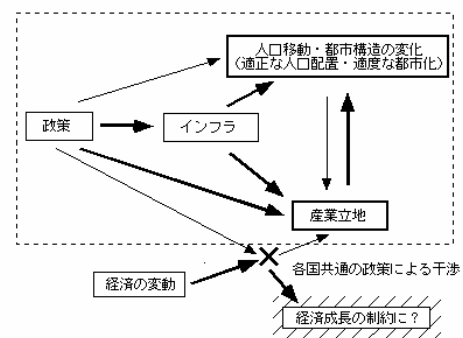 人口移動・都市構造の変化
(適正な人口配置・適度な都市化)
政策
インフラ
産業立地
各国共通の政策による干渉
経済の変動
経済成長の制約に?